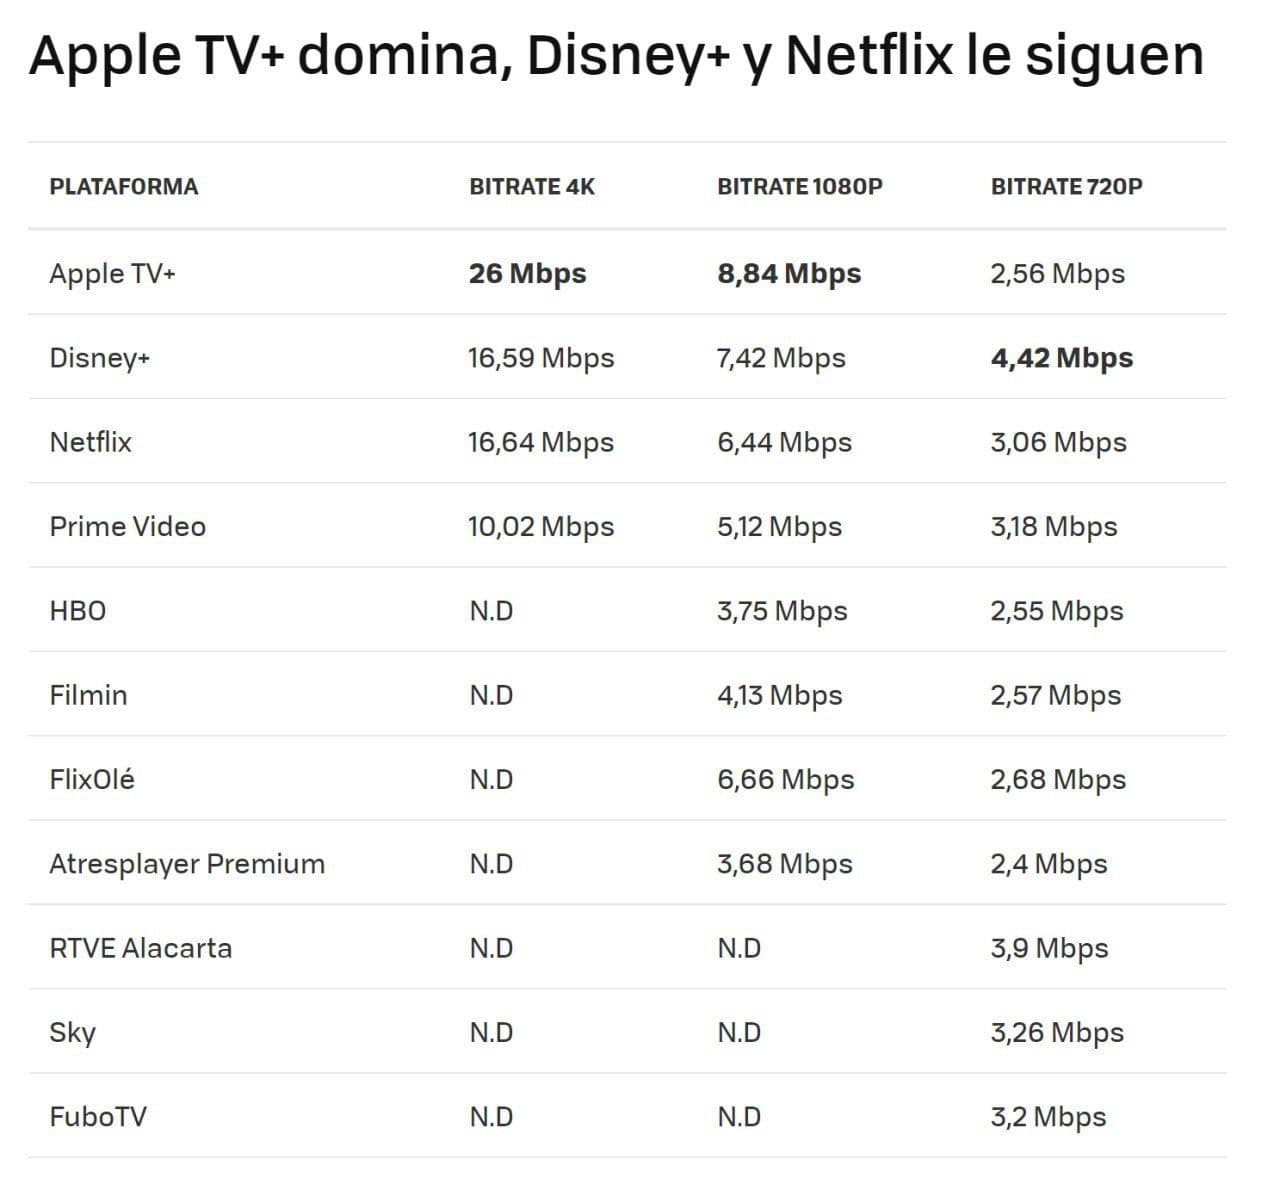 Apple TV+ domina, Disney+ y Netflix le siguen
PLATAFORMA BITRATE 4K BITRATE 1080P BITRATE 720P
Apple TV+ 26 Mbps 8,84 Mbps 2,56 Mbps
Disney+ 16,59 Mbps 7,42 Mbps 4,42 Mbps
Netflix 16,64 Mbps 6,44 Mbps 3,06 Mbps
Prime Video 10,02 Mbps 5,12 Mbps 3,18 Mbps
HBO N.D 3,75 Mbps 2,55 Mbps
Filmin N.D 4,13 Mbps 2,57 Mbps
FlixOlé N.D 6,66 Mbps 2,68 Mbps
Atresplayer Premium N.D 3,68 Mbps 2,4 Mbps
RTVE Alacarta N.D N.D 3,9 Mbps
Sky N.D N.D 3,26 Mbps
FuboTV N.D N.D 3,2 Mbps